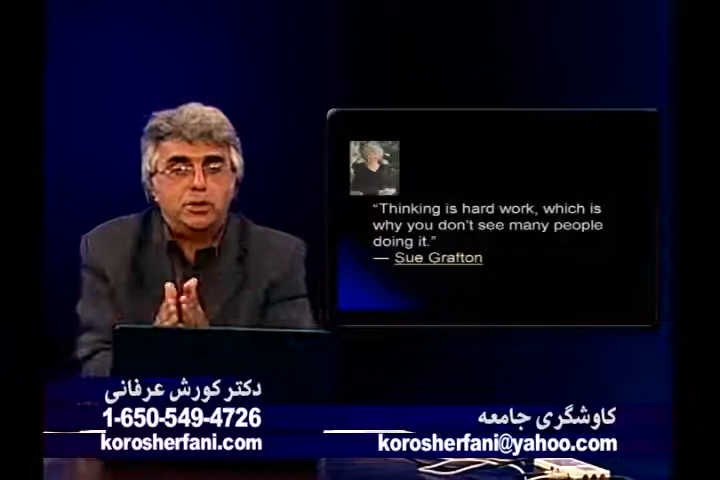 “Thinking is hard work, which is
why you don’t see many people
doing it.”
― Sue Grafton
دکتر کورش عرفانی
1-650-549-4726
korosherfani.com
کاوشگری جامعه
korosherfani@yahoo.com